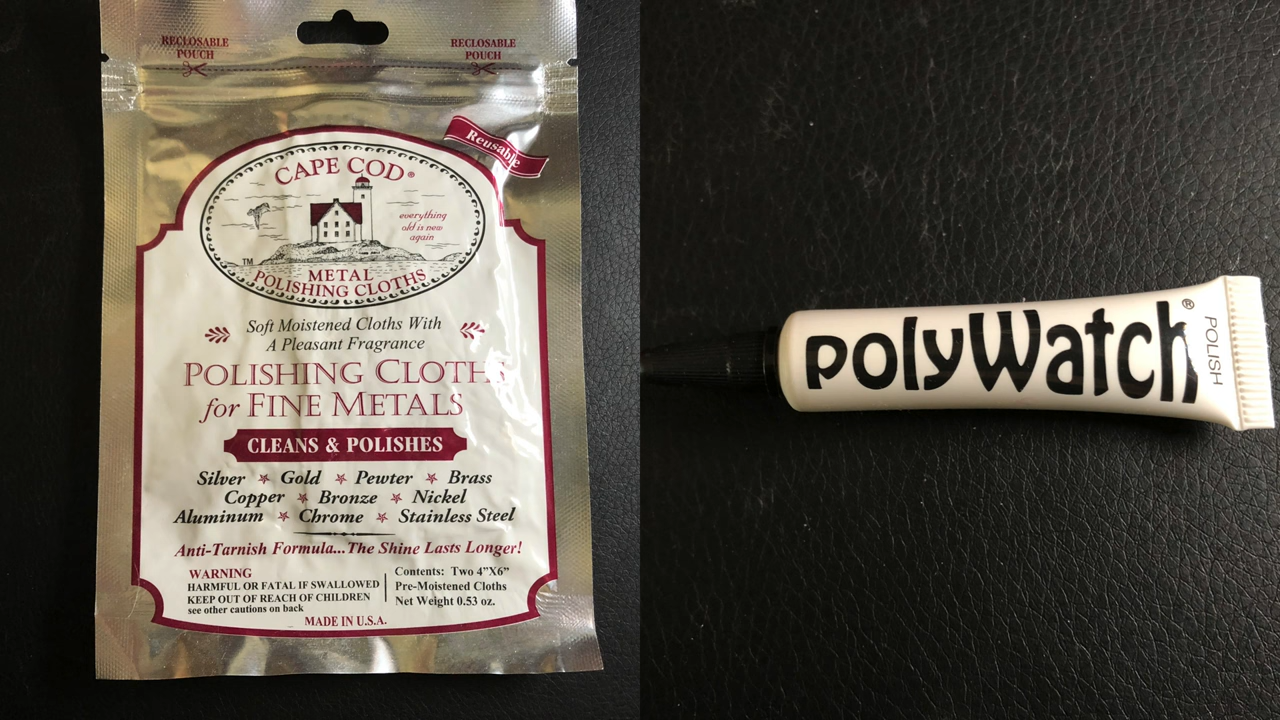 RECLOSABLE
POUCH
RECLOSABLE
POUCH
Reusable
CAPE COD®
everything
old is new
again
TM
METAL
POLISHING CLOTHS
Soft Moistened Cloths With
A Pleasant Fragrance
POLISHING CLOTHS
for FINE METALS
CLEANS & POLISHES
Silver ★ Gold ★ Pewter ★ Brass
Copper ★ Bronze ★ Nickel
Aluminum ★ Chrome ★ Stainless Steel
Anti-Tarnish Formula...The Shine Lasts Longer!
WARNING
HARMFUL OR FATAL IF SWALLOWED
KEEP OUT OF REACH OF CHILDREN
see other cautions on back
Contents: Two 4"X6"
Pre-Moistened Cloths
Net Weight 0.53 oz.
MADE IN U.S.A.
polyWatch®
POLISH